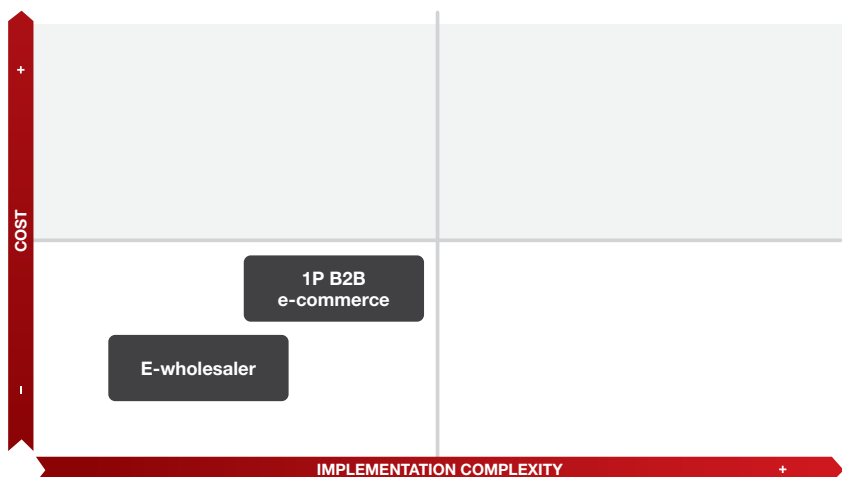 +
COST
1P B2B
e-commerce
E-wholesaler
–
IMPLEMENTATION COMPLEXITY
+